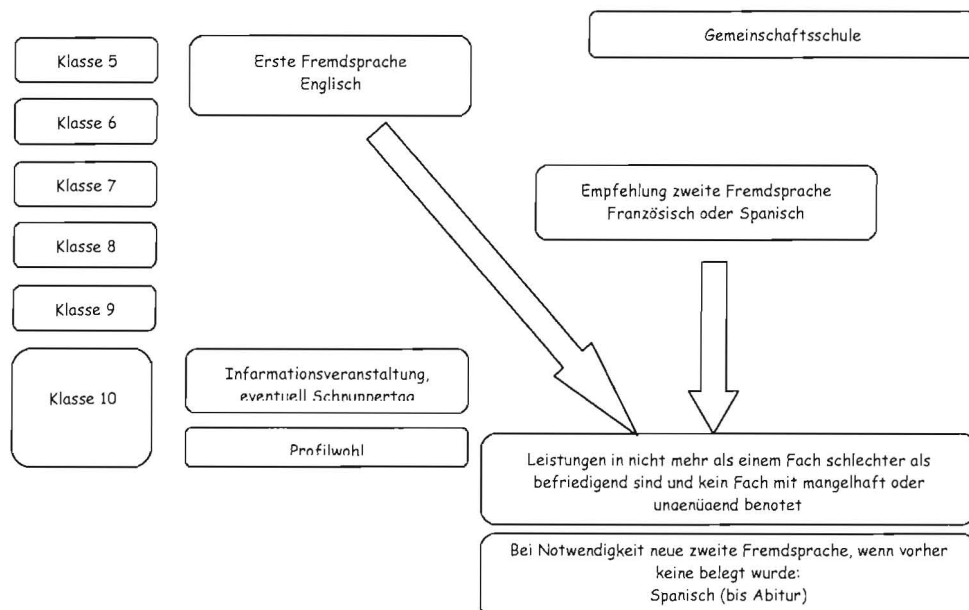 Gemeinschaftsschule
Klasse 5
Erste Fremdsprache
Englisch
Klasse 6
Klasse 7
Empfehlung zweite Fremdsprache
Französisch oder Spanisch
Klasse 8
Klasse 9
Klasse 10
Infarmationsveranstaltung,
eventuell Schnuppertag
Profilwohl
Leistungen in nicht mehr als einem Fach schlechter als
befriedigend sind und kein Fach mit mangelhaft oder
ungenügend benotet
Bei Notwendigkeit neue zweite Fremdsprache, wenn vorher
keine belegt wurde:
Spanisch (bis Abitur)